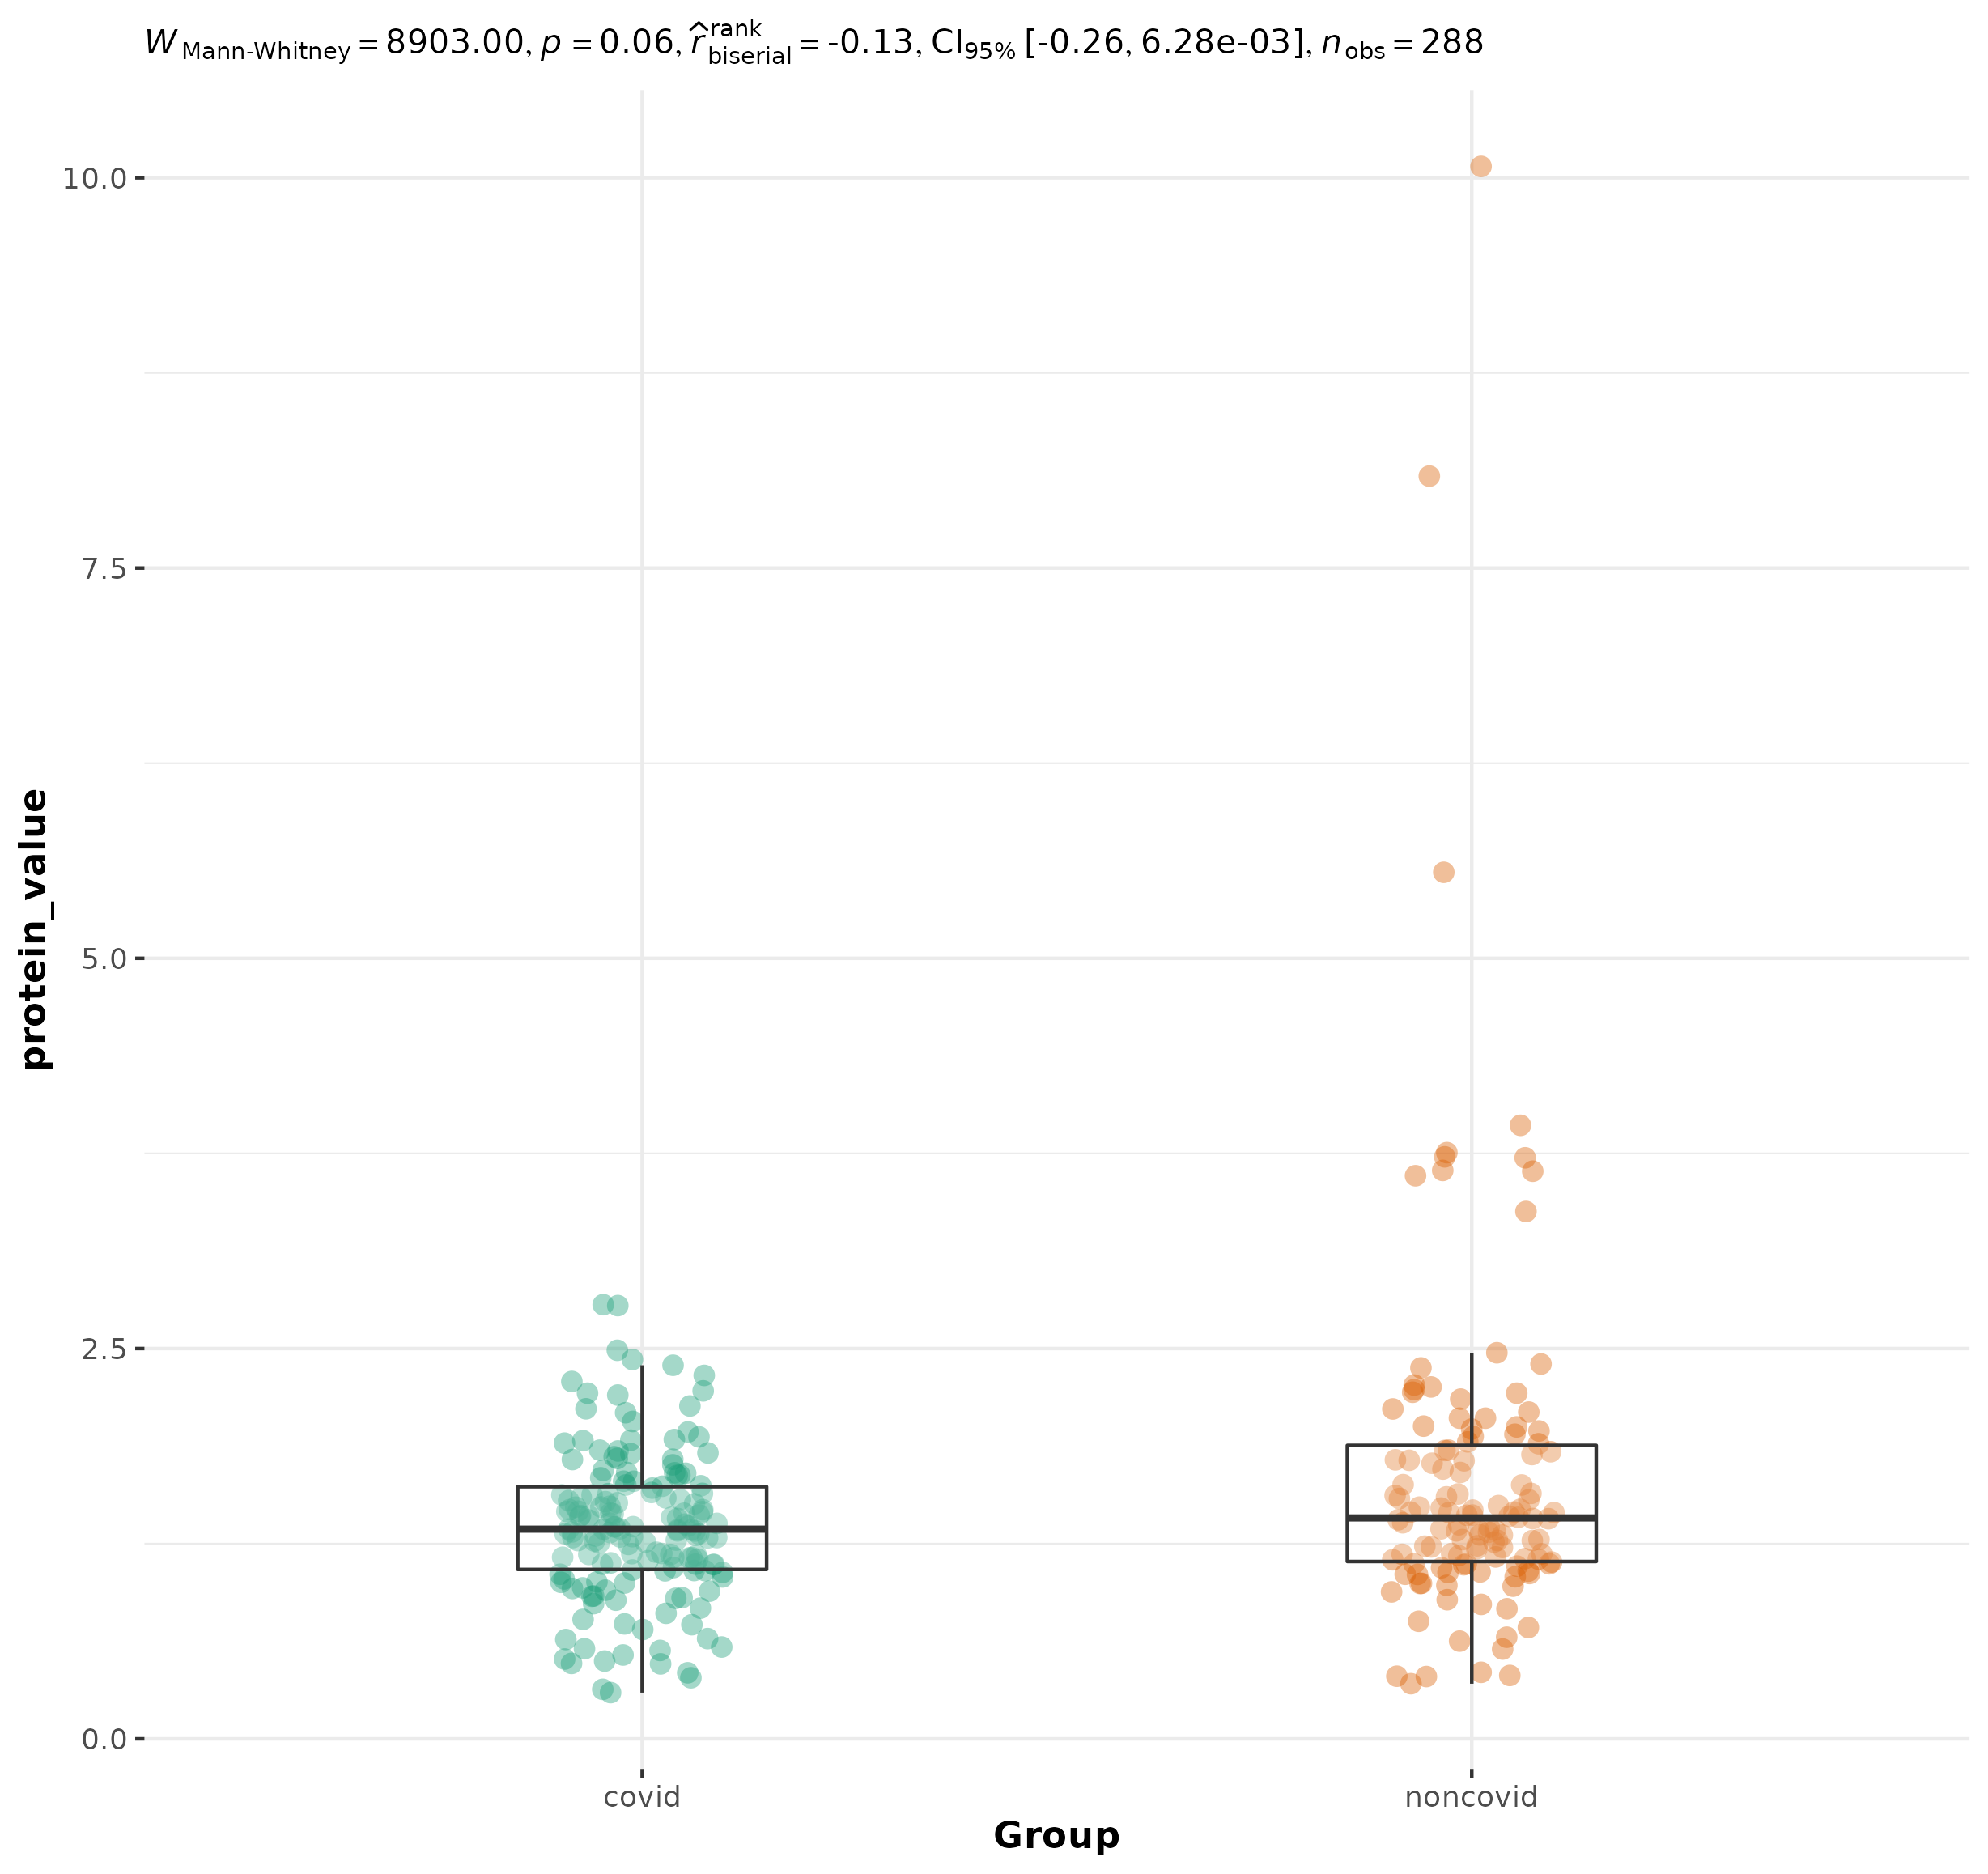 W Mann-Whitney = 8903.00, p = 0.06, r̂ rank biserial = -0.13, CI95% [-0.26, 6.28e-03], nobs = 288
10.0
7.5
5.0
2.5
0.0
protein_value
covid noncovid
Group